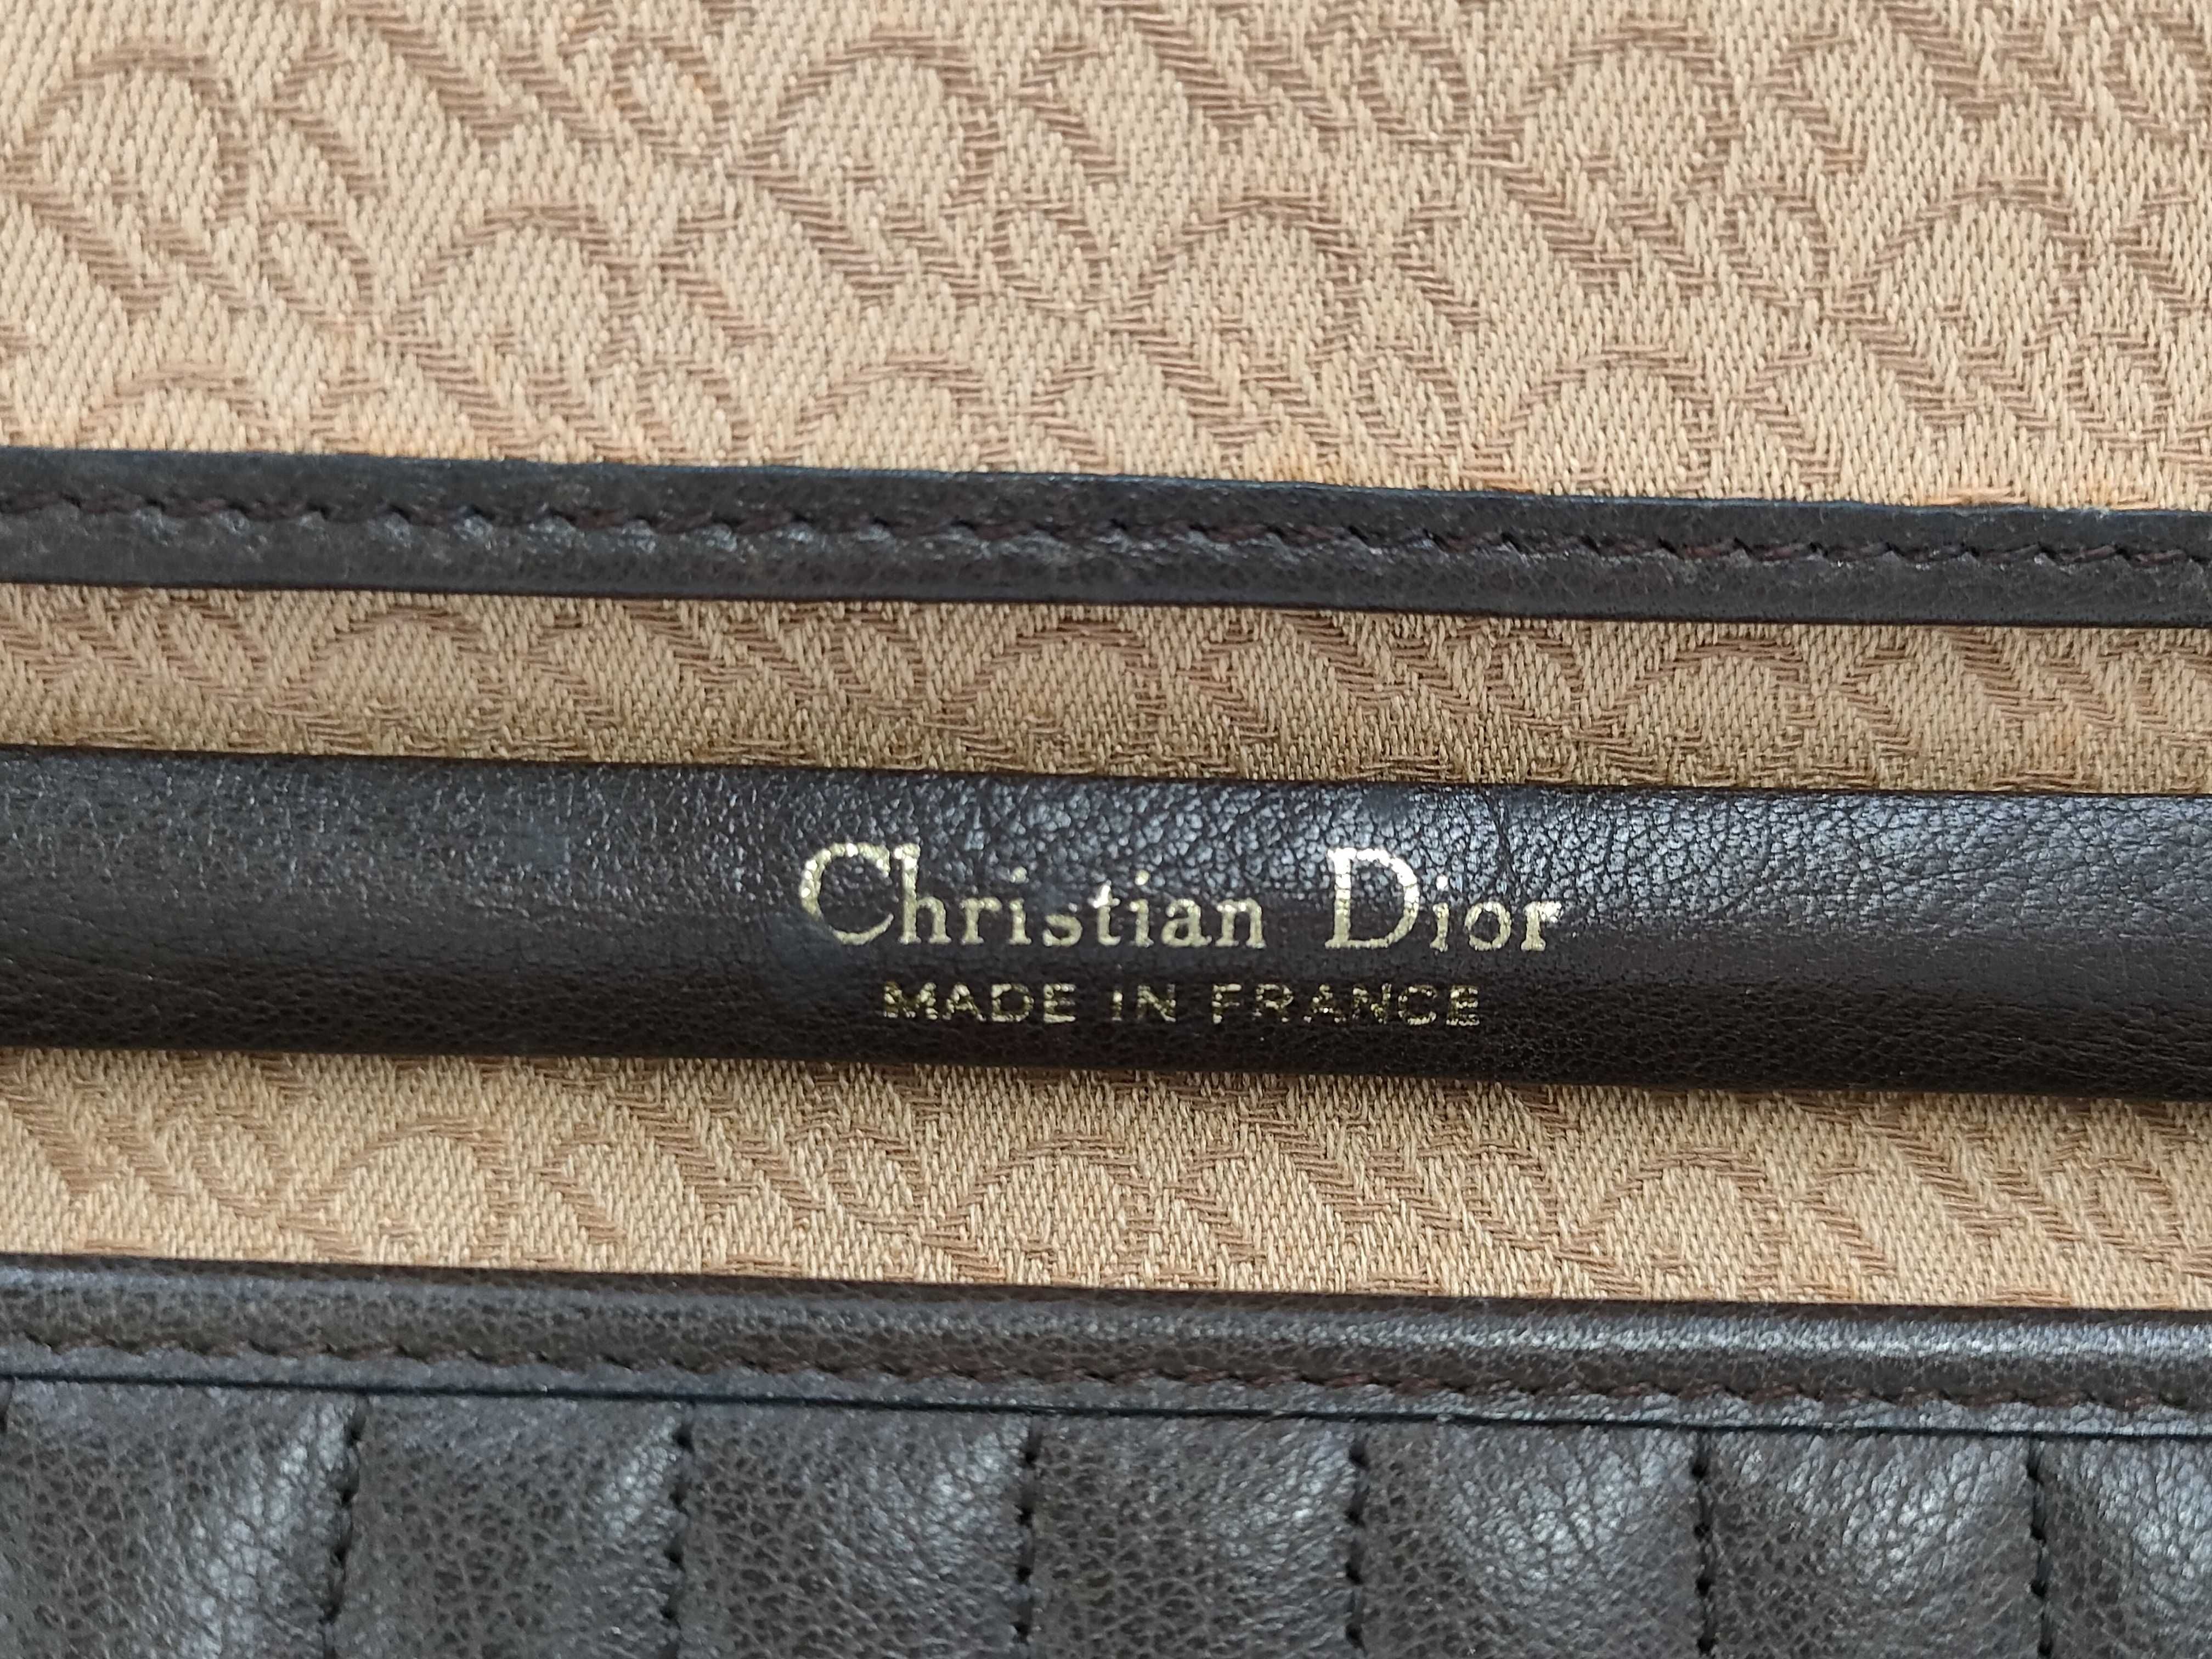 Christian Dior
MADE IN FRANCE